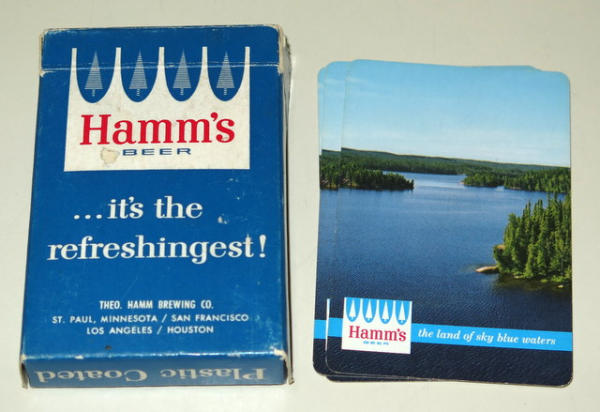 Hamm's
BEER
...it's the
refreshingest!
THEO. HAMM BREWING CO.
ST. PAUL, MINNESOTA / SAN FRANCISCO
LOS ANGELES / HOUSTON
Plastic Coated
Hamm's
BEER
the land of sky blue waters